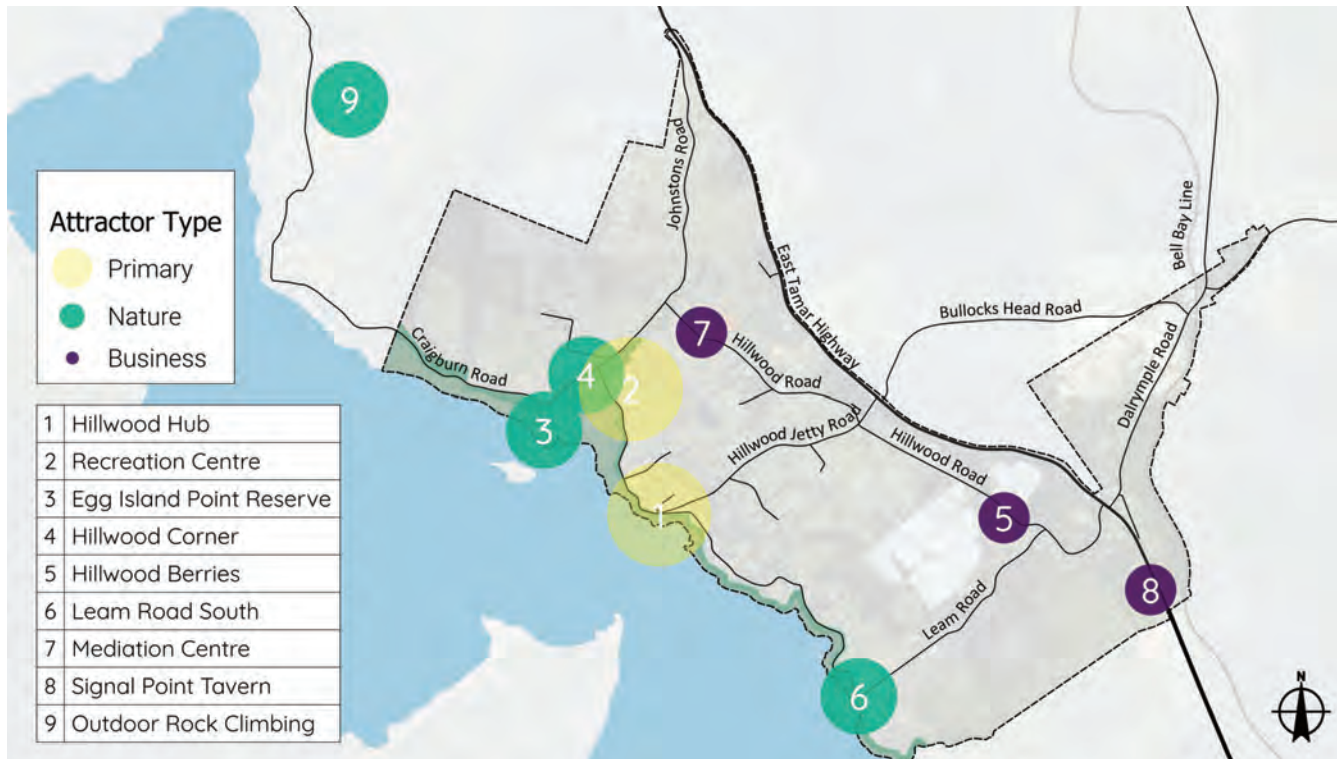 Attractor Type
Primary
Nature
Business
1 Hillwood Hub
2 Recreation Centre
3 Egg Island Point Reserve
4 Hillwood Corner
5 Hillwood Berries
6 Leam Road South
7 Mediation Centre
8 Signal Point Tavern
9 Outdoor Rock Climbing
9
Johnstons Road
East Tamar Highway
Bell Bay Line
Bullocks Head Road
Dalrymple Road
7
Hillwood Road
Craigburn Road
4
2
3
Hillwood Jetty Road
Hillwood Road
1
5
Leam Road
8
6
N